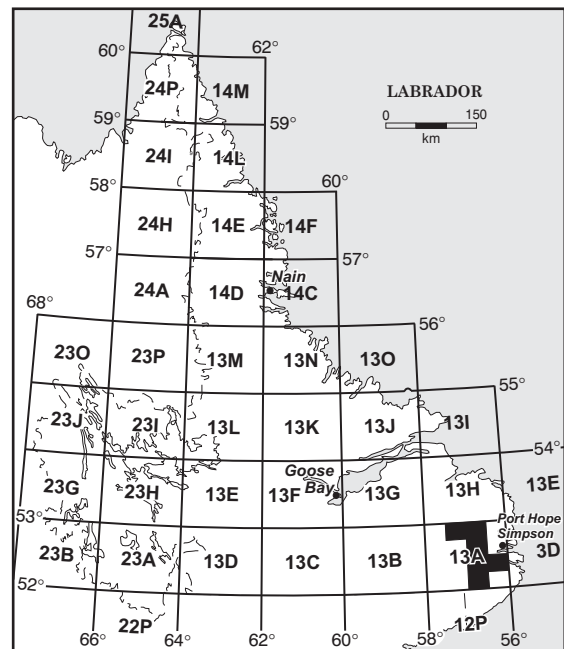 25A
60° 62°
24P 14M
LABRADOR
0 150
km
59° 59°
24I 14L
58° 60°
24H 14E 14F
57° 57°
24A 14D Nain 14C
68° 56°
23O 23P 13M 13N 13O
55°
23J 23I 13L 13K 13J 13I
54°
23G 23H 13E 13F Goose Bay 13G 13H 13E
53° Port Hope
Simpson
23B 23A 13D 13C 13B 13A 3D
52°
22P 12P
66° 64° 62° 60° 58° 56°